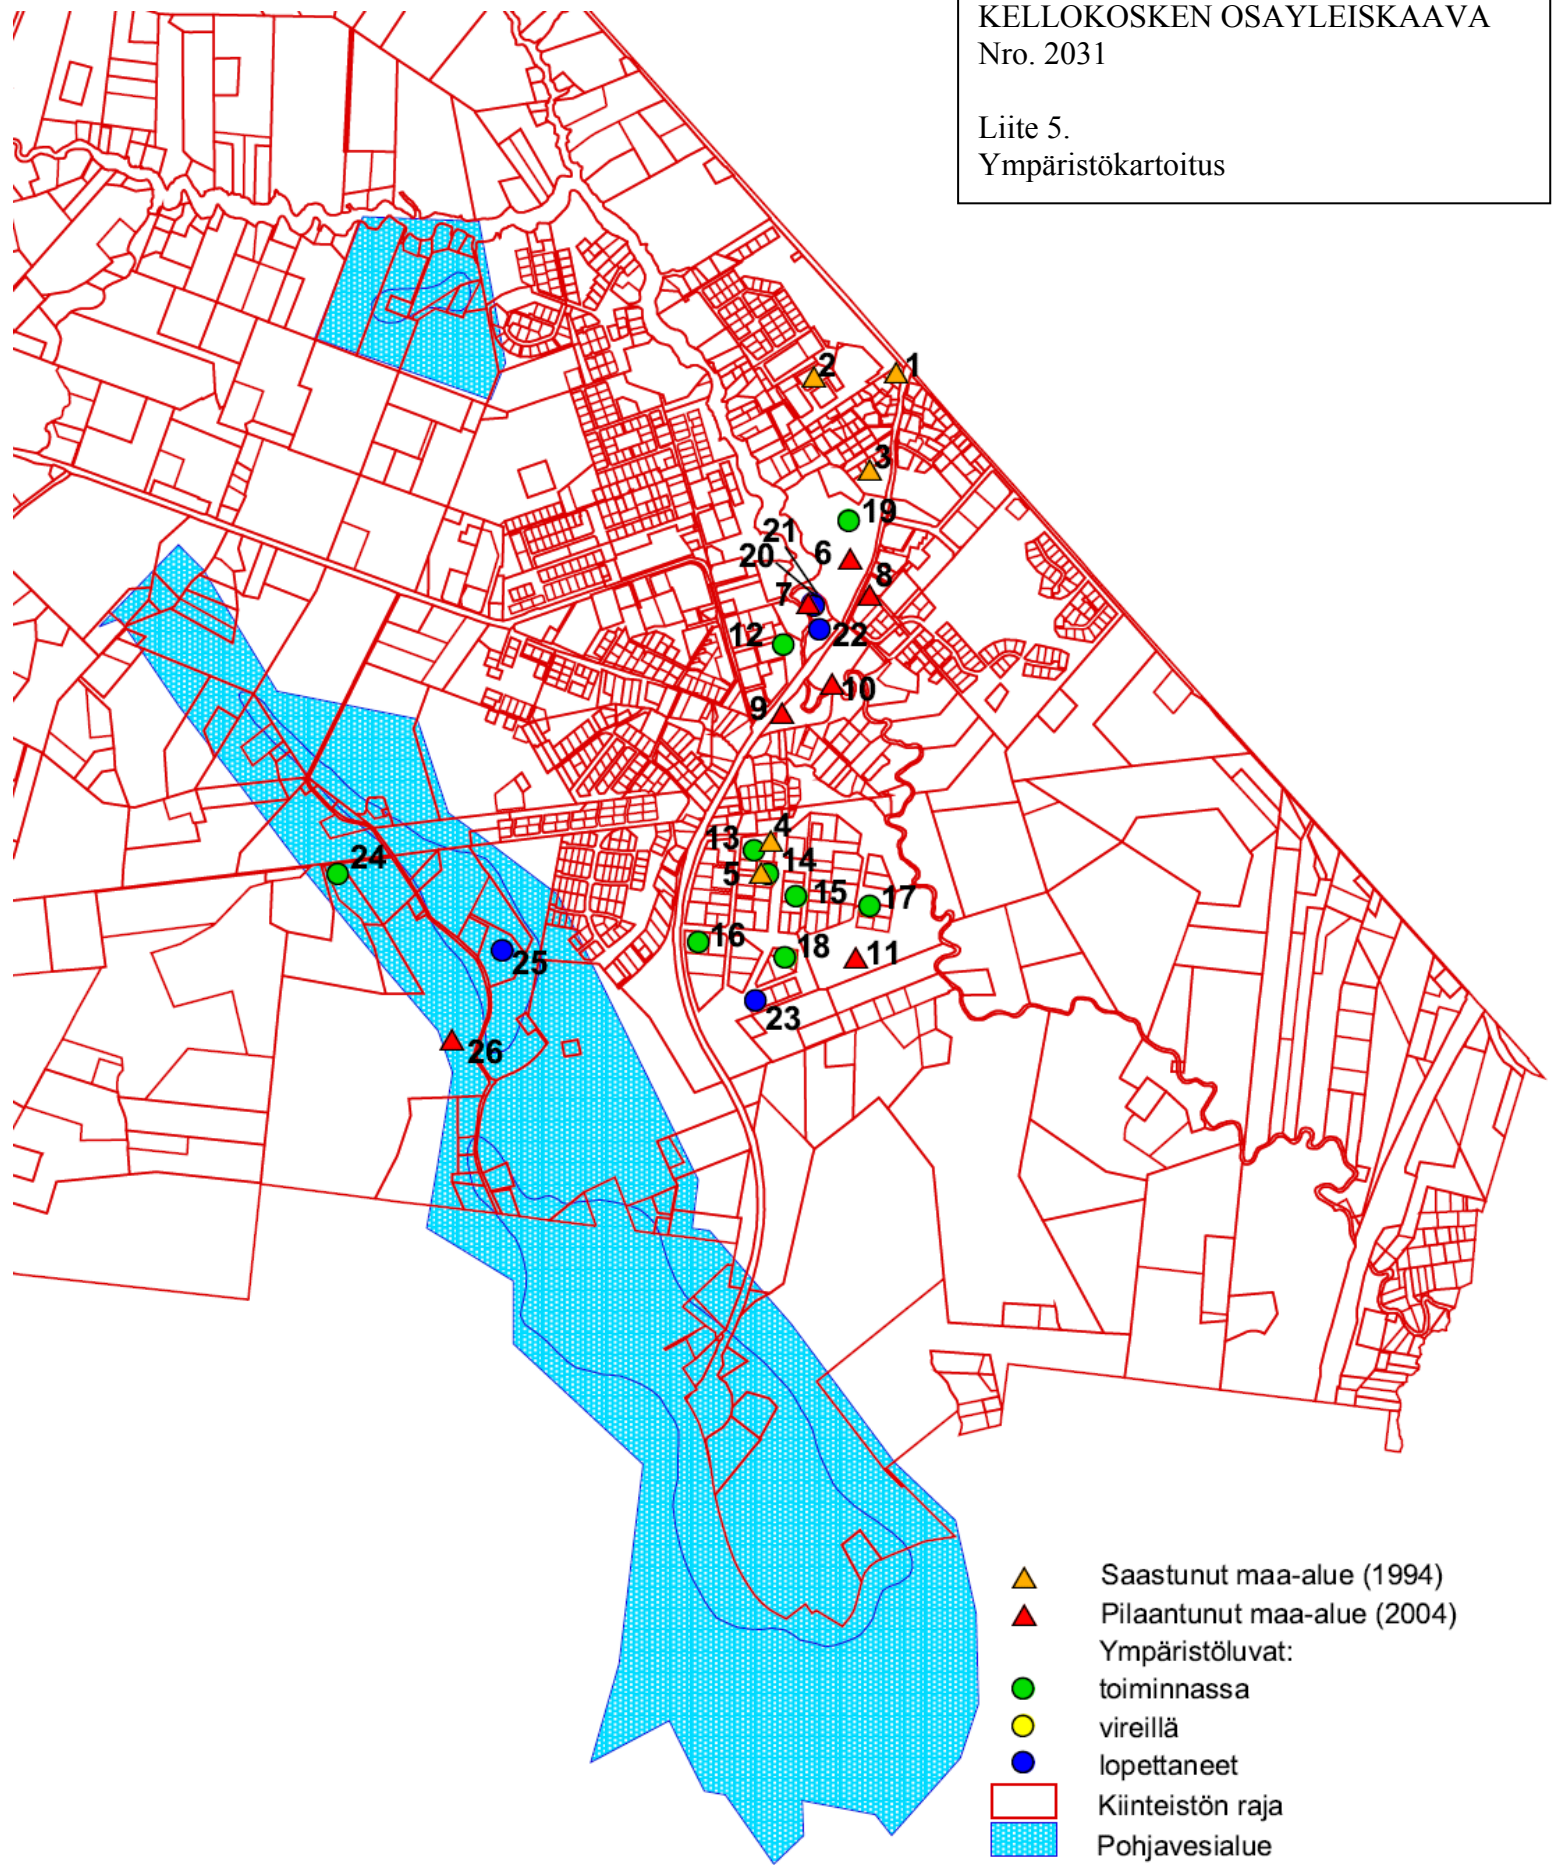 KELLOKOSKEN OSAYLEISKAAVA
Nro. 2031
Liite 5.
Ympäristökartoitus
2
1
3
19
21
20
6
8
7
12
22
10
9
4
13
14
5
15
17
24
16
18
11
25
23
26
Saastunut maa-alue (1994)
Pilaantunut maa-alue (2004)
Ympäristöluvat:
toiminnassa
vireillä
lopettaneet
Kiinteistön raja
Pohjavesialue